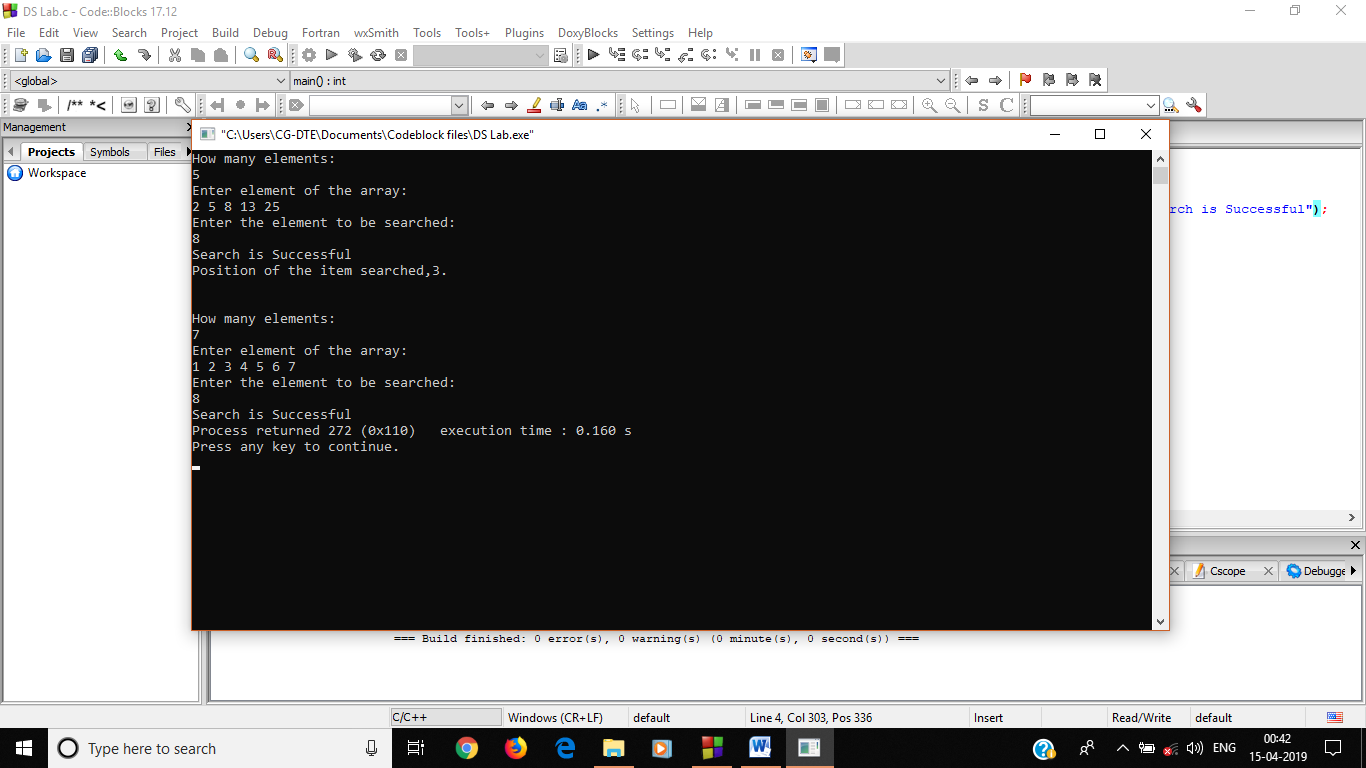 DS Lab.c - Code::Blocks 17.12
File Edit View Search Project Build Debug Fortran wxSmith Tools Tools+ Plugins DoxyBlocks Settings Help
<global> main() : int
/** *<
Management
Projects Symbols Files
Workspace
"C:\Users\CG-DTE\Documents\Codeblock files\DS Lab.exe"
How many elements:
5
Enter element of the array:
2 5 8 13 25
Enter the element to be searched:
8
Search is Successful
Position of the item searched,3.
How many elements:
7
Enter element of the array:
1 2 3 4 5 6 7
Enter the element to be searched:
8
Search is Successful
Process returned 272 (0x110)   execution time : 0.160 s
Press any key to continue.
rch is Successful");
Cscope Debugge
=== Build finished: 0 error(s), 0 warning(s) (0 minute(s), 0 second(s)) ===
C/C++ Windows (CR+LF) default Line 4, Col 303, Pos 336 Insert Read/Write default
Type here to search
ENG
00:42
15-04-2019